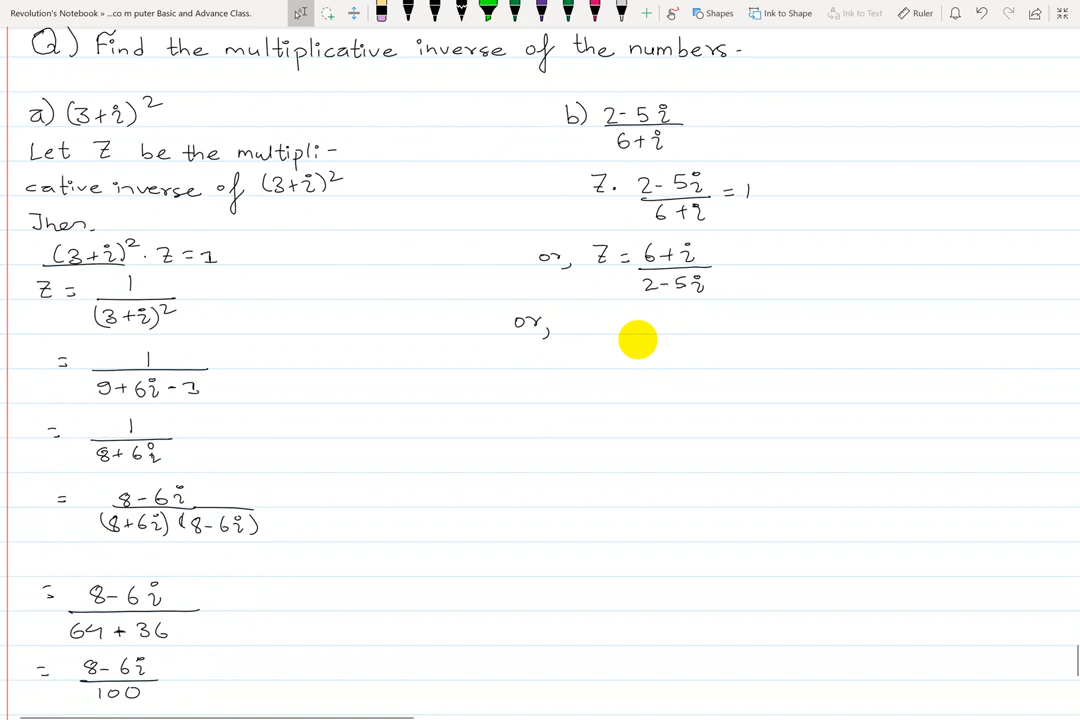 Revolution's Notebook » ...co m puter Basic and Advance Class.
Shapes
Ink to Shape
Ink to Text
Ruler
Q) Find the multiplicative inverse of the numbers.
a) (3+i)^2
Let Z be the multipli-
cative inverse of (3+i)^2
Then.
(3+i)^2 . Z = 1
Z = 1
(3+i)^2
= 1
9+6i-1
= 1
8+6i
= 8-6i
(8+6i) (8-6i)
= 8-6i
64 + 36
= 8-6i
100
b) 2-5i
6+i
Z. 2-5i = 1
6+i
or, Z = 6+i
2-5i
or,